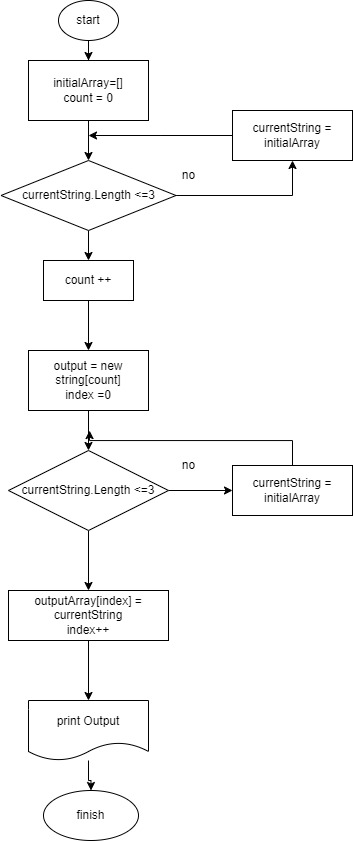 start
initialArray=[]
count = 0
currentString =
initialArray
no
currentString.Length <=3
count ++
output = new
string[count]
index =0
no
currentString.Length <=3
currentString =
initialArray
outputArray[index] =
currentString
index++
print Output
finish